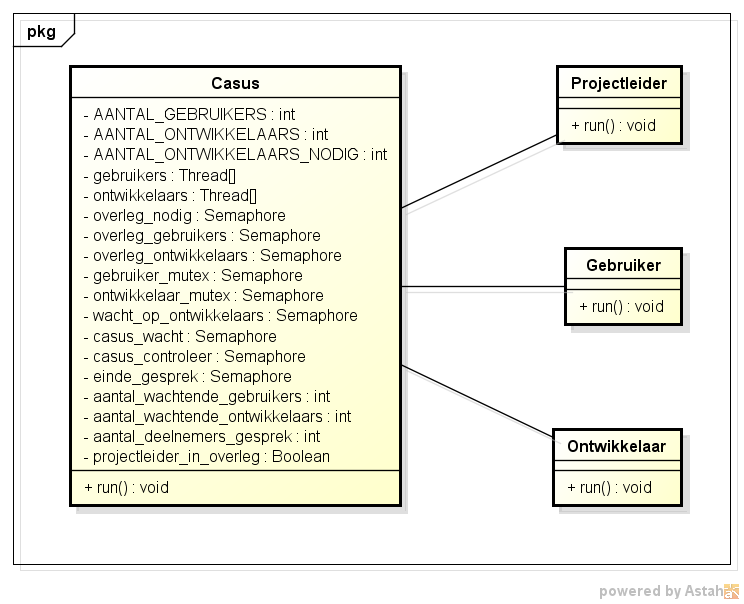 pkg
Casus
- AANTAL_GEBRUIKERS : int
- AANTAL_ONTWIKKELAARS : int
- AANTAL_ONTWIKKELAARS_NODIG : int
- gebruikers : Thread[]
- ontwikkelaars : Thread[]
- overleg_nodig : Semaphore
- overleg_gebruikers : Semaphore
- overleg_ontwikkelaars : Semaphore
- gebruiker_mutex : Semaphore
- ontwikkelaar_mutex : Semaphore
- wacht_op_ontwikkelaars : Semaphore
- casus_wacht : Semaphore
- casus_controleer : Semaphore
- einde_gesprek : Semaphore
- aantal_wachtende_gebruikers : int
- aantal_wachtende_ontwikkelaars : int
- aantal_deelnemers_gesprek : int
- projectleider_in_overleg : Boolean
+ run() : void
Projectleider
+ run() : void
Gebruiker
+ run() : void
Ontwikkelaar
+ run() : void
powered by Astah